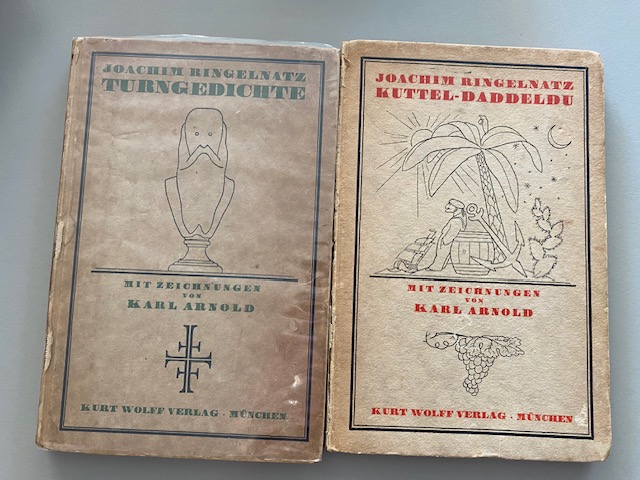 JOACHIM RINGELNATZ
TURNGEDICHTE
MIT ZEICHNUNGEN
VON
KARL ARNOLD
KURT WOLFF VERLAG · MÜNCHEN
JOACHIM RINGELNATZ
KUTTEL-DADDELDU
MIT ZEICHNUNGEN
VON
KARL ARNOLD
KURT WOLFF VERLAG · MÜNCHEN